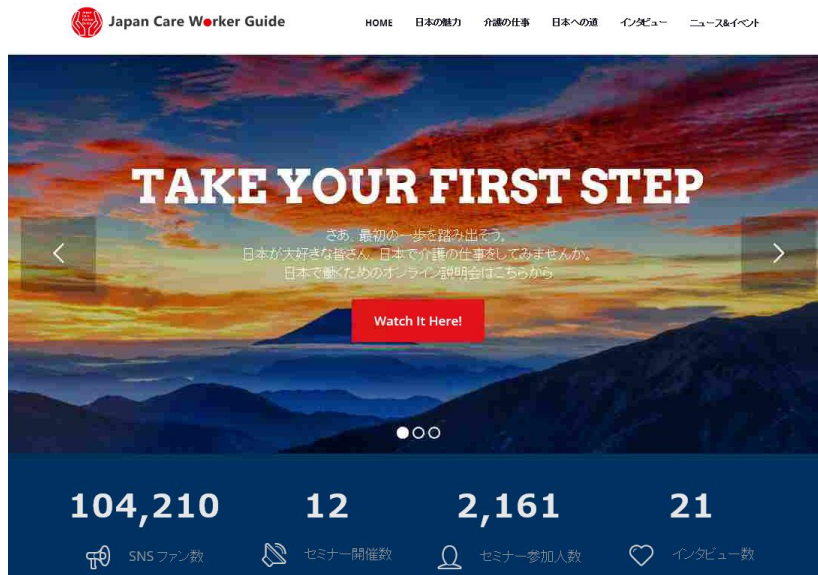 Japan Care Worker Guide
HOME 日本の魅力 介護の仕事 日本への道 インタビュー ニュース&イベント
TAKE YOUR FIRST STEP
さあ、最初の一歩を踏み出そう。
日本が大好きな皆さん、日本で介護の仕事をしてみませんか。
日本で働くためのオンライン説明会はこちらから
Watch It Here!
104,210 12 2,161 21
SNSファン数 セミナー開催数 セミナー参加人数 インタビュー数